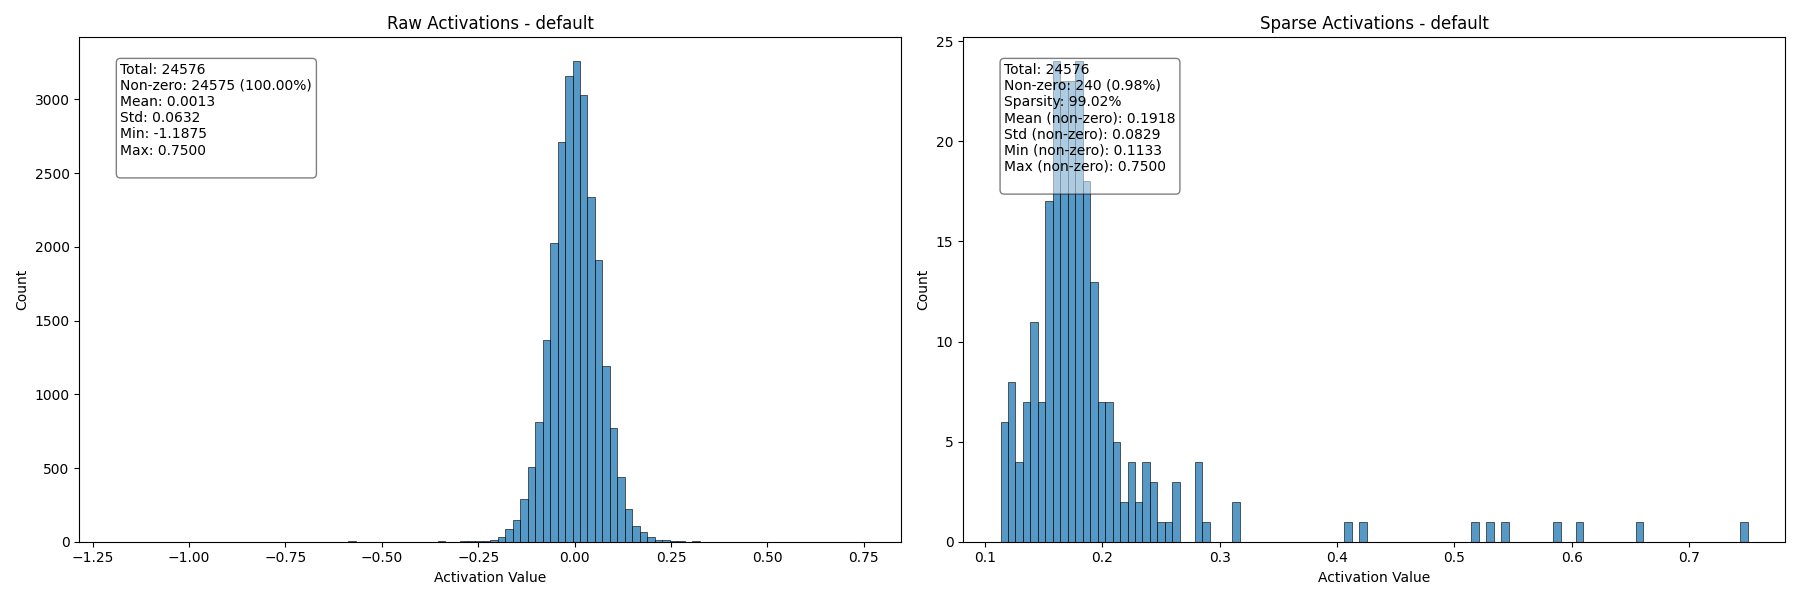 Raw Activations - default
Total: 24576
Non-zero: 24575 (100.00%)
Mean: 0.0013
Std: 0.0632
Min: -1.1875
Max: 0.7500
Count
3000
2500
2000
1500
1000
500
0
−1.25 −1.00 −0.75 −0.50 −0.25 0.00 0.25 0.50 0.75
Activation Value
Sparse Activations - default
Total: 24576
Non-zero: 240 (0.98%)
Sparsity: 99.02%
Mean (non-zero): 0.1918
Std (non-zero): 0.0829
Min (non-zero): 0.1133
Max (non-zero): 0.7500
Count
25
20
15
10
5
0
0.1 0.2 0.3 0.4 0.5 0.6 0.7
Activation Value